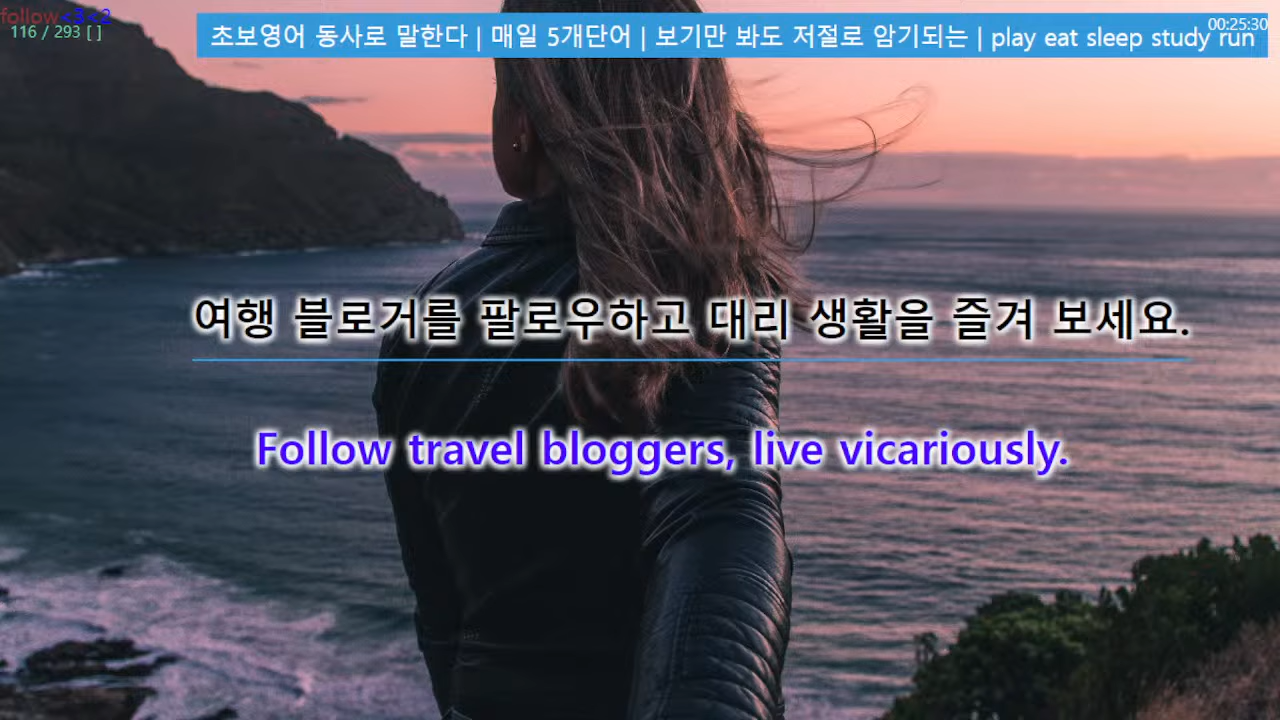 follow<3<2
116 / 293 [ ]
초보영어 동사로 말한다 | 매일 5개단어 | 보기만 봐도 저절로 암기되는 | play eat sleep study run
00:25:30
여행 블로거를 팔로우하고 대리 생활을 즐겨 보세요.
Follow travel bloggers, live vicariously.